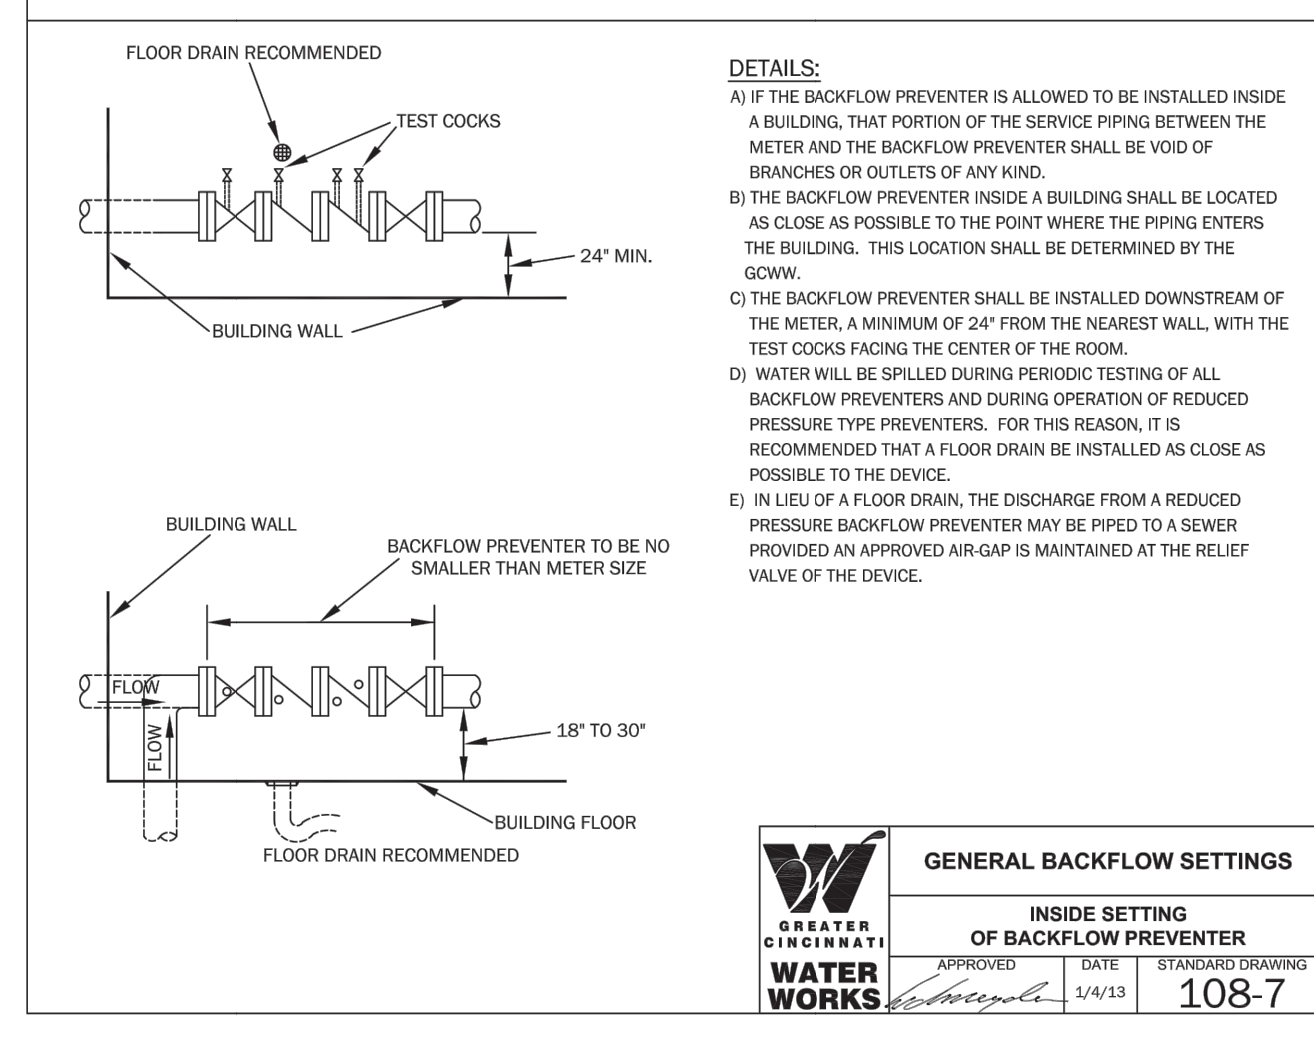 FLOOR DRAIN RECOMMENDED
TEST COCKS
24" MIN.
BUILDING WALL
BUILDING WALL
BACKFLOW PREVENTER TO BE NO
SMALLER THAN METER SIZE
FLOW
FLOW
18" TO 30"
BUILDING FLOOR
FLOOR DRAIN RECOMMENDED
DETAILS:
A) IF THE BACKFLOW PREVENTER IS ALLOWED TO BE INSTALLED INSIDE
A BUILDING, THAT PORTION OF THE SERVICE PIPING BETWEEN THE
METER AND THE BACKFLOW PREVENTER SHALL BE VOID OF
BRANCHES OR OUTLETS OF ANY KIND.
B) THE BACKFLOW PREVENTER INSIDE A BUILDING SHALL BE LOCATED
AS CLOSE AS POSSIBLE TO THE POINT WHERE THE PIPING ENTERS
THE BUILDING. THIS LOCATION SHALL BE DETERMINED BY THE
GCWW.
C) THE BACKFLOW PREVENTER SHALL BE INSTALLED DOWNSTREAM OF
THE METER, A MINIMUM OF 24" FROM THE NEAREST WALL, WITH THE
TEST COCKS FACING THE CENTER OF THE ROOM.
D) WATER WILL BE SPILLED DURING PERIODIC TESTING OF ALL
BACKFLOW PREVENTERS AND DURING OPERATION OF REDUCED
PRESSURE TYPE PREVENTERS. FOR THIS REASON, IT IS
RECOMMENDED THAT A FLOOR DRAIN BE INSTALLED AS CLOSE AS
POSSIBLE TO THE DEVICE.
E) IN LIEU OF A FLOOR DRAIN, THE DISCHARGE FROM A REDUCED
PRESSURE BACKFLOW PREVENTER MAY BE PIPED TO A SEWER
PROVIDED AN APPROVED AIR-GAP IS MAINTAINED AT THE RELIEF
VALVE OF THE DEVICE.
W
GREATER
CINCINNATI
WATER
WORKS
GENERAL BACKFLOW SETTINGS
INSIDE SETTING
OF BACKFLOW PREVENTER
APPROVED
DATE
1/4/13
STANDARD DRAWING
108-7